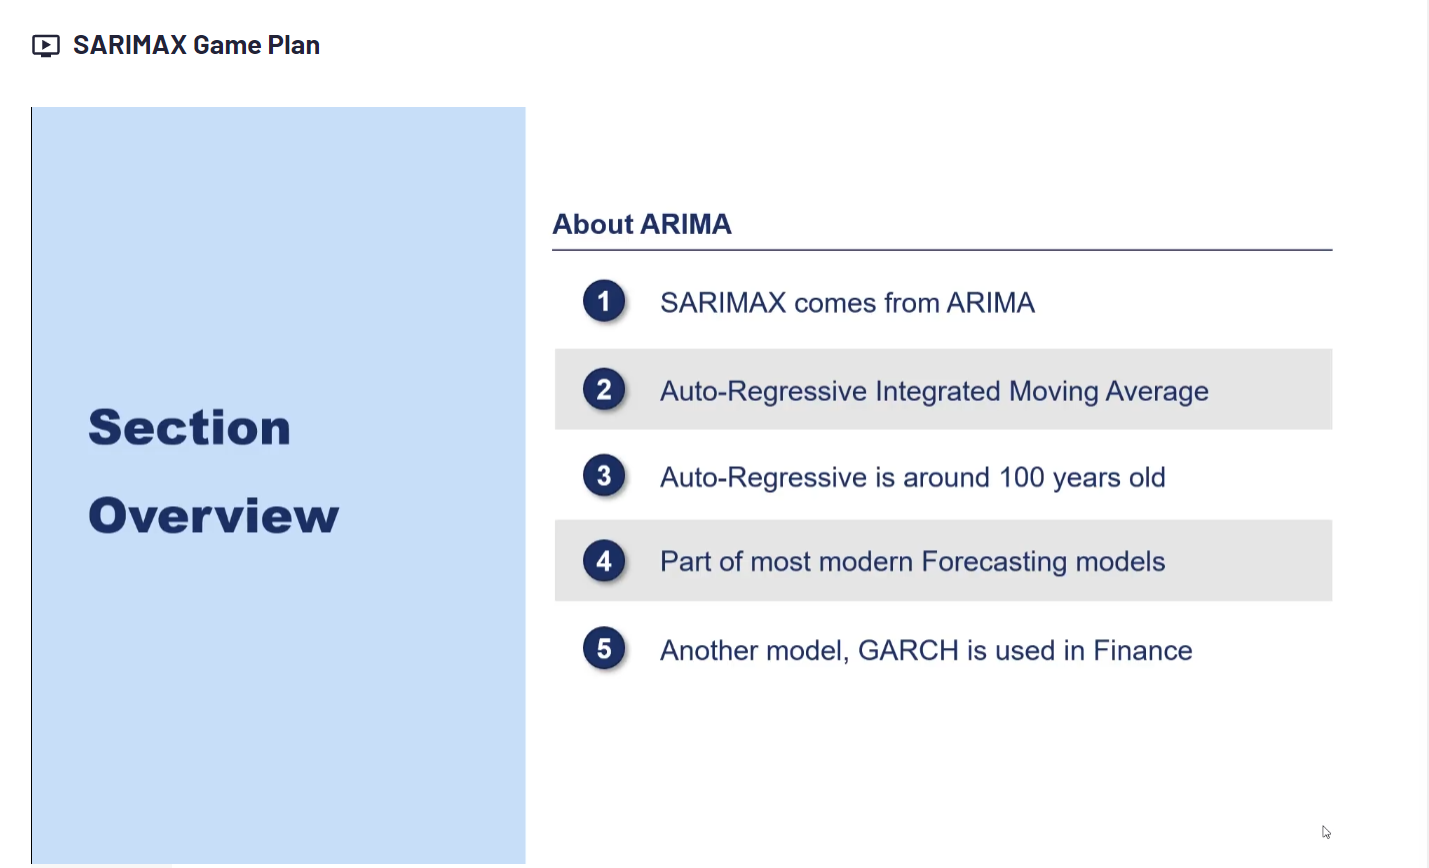 SARIMAX Game Plan
Section
Overview
About ARIMA
1 SARIMAX comes from ARIMA
2 Auto-Regressive Integrated Moving Average
3 Auto-Regressive is around 100 years old
4 Part of most modern Forecasting models
5 Another model, GARCH is used in Finance